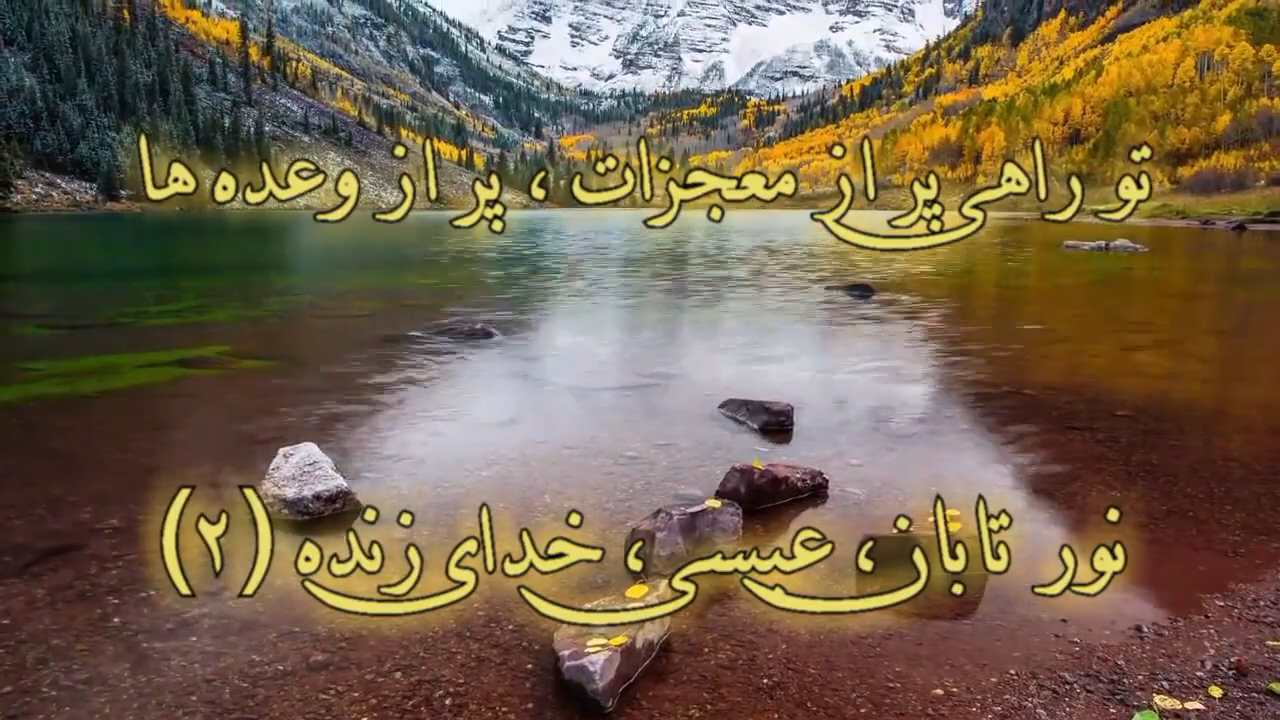 تو راهی پر از معجزات ، پر از وعده ها
نور تابان، عیسی، خدای زنده (۲)